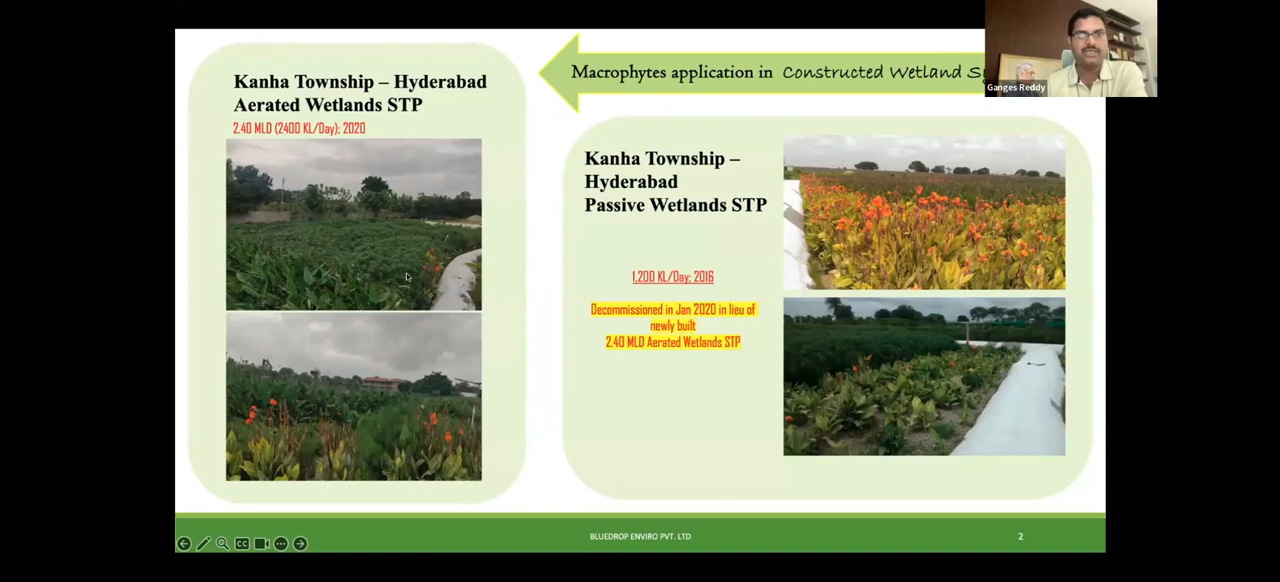 Kanha Township – Hyderabad
Aerated Wetlands STP
2.40 MLD (2400 KL/Day); 2020
Macrophytes application in Constructed Wetland
Ganges Reddy
Kanha Township –
Hyderabad
Passive Wetlands STP
1,200 KL/Day; 2016
Decommissioned in Jan 2020 in lieu of
newly built
2.40 MLD Aerated Wetlands STP
CC
BLUEDROP ENVIRO PVT. LTD
2